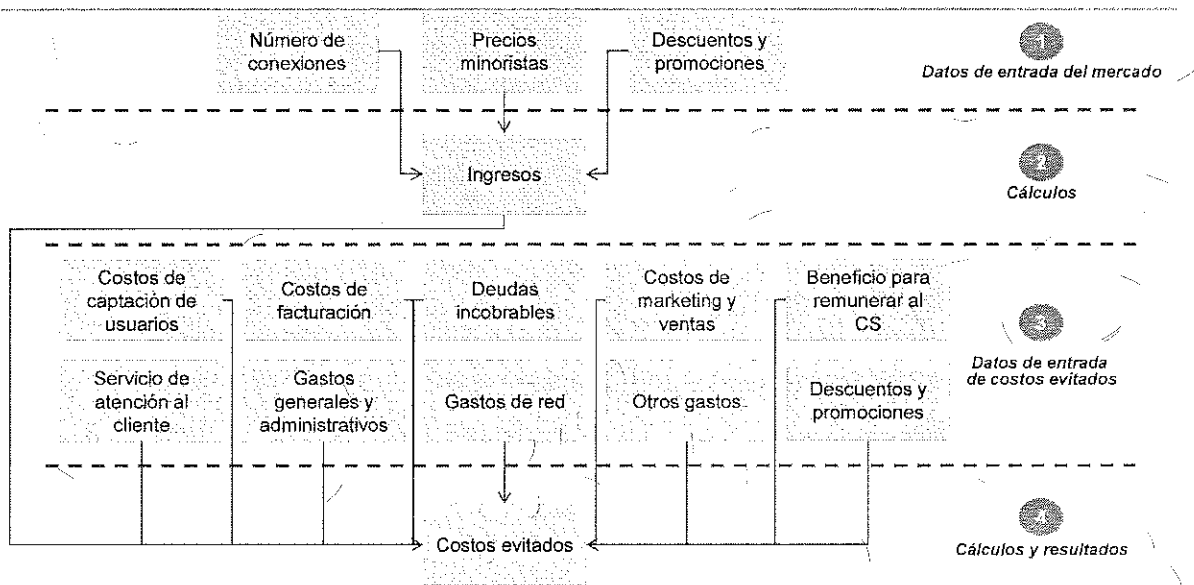 Número de
conexiones
Precios
minoristas
Descuentos y
promociones
1
Datos de entrada del mercado
Ingresos
2
Cálculos
Costos de
captación de
usuarios
Costos de
facturación
Deudas
incobrables
Costos de
marketing y
ventas
Beneficio para
remunerar al
CS
3
Datos de entrada
de costos evitados
Servicio de
atención al
cliente
Gastos
generales y
administrativos
Gastos de red
Otros gastos
Descuentos y
promociones
Costos evitados
4
Cálculos y resultados